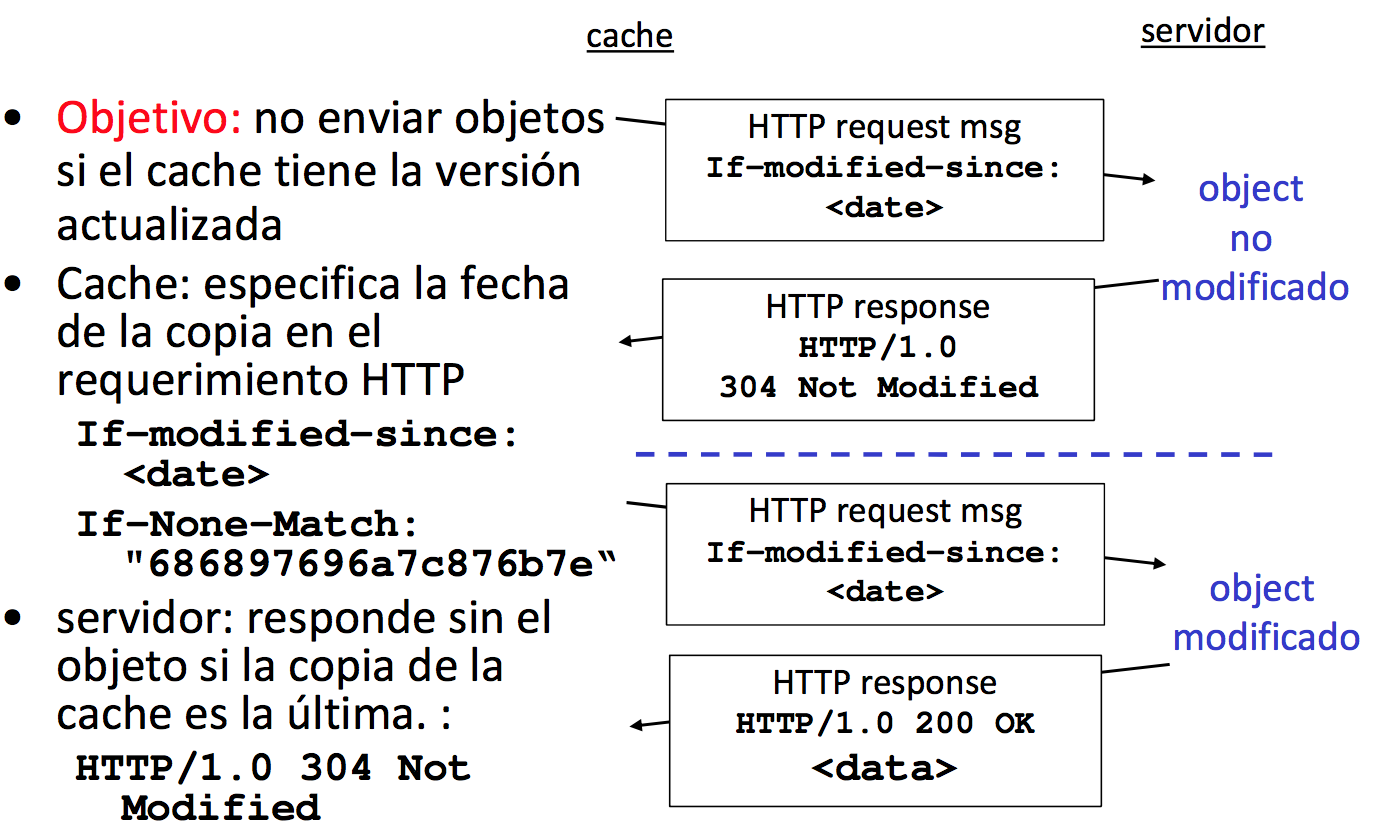 cache
servidor
• Objetivo: no enviar objetos
si el cache tiene la versión
actualizada
• Cache: especifica la fecha
de la copia en el
requerimiento HTTP
If-modified-since:
<date>
If-None-Match:
"686897696a7c876b7e“
• servidor: responde sin el
objeto si la copia de la
cache es la última. :
HTTP/1.0 304 Not
Modified
HTTP request msg
If-modified-since:
<date>
object
no
modificado
HTTP response
HTTP/1.0
304 Not Modified
HTTP request msg
If-modified-since:
<date>
object
modificado
HTTP response
HTTP/1.0 200 OK
<data>